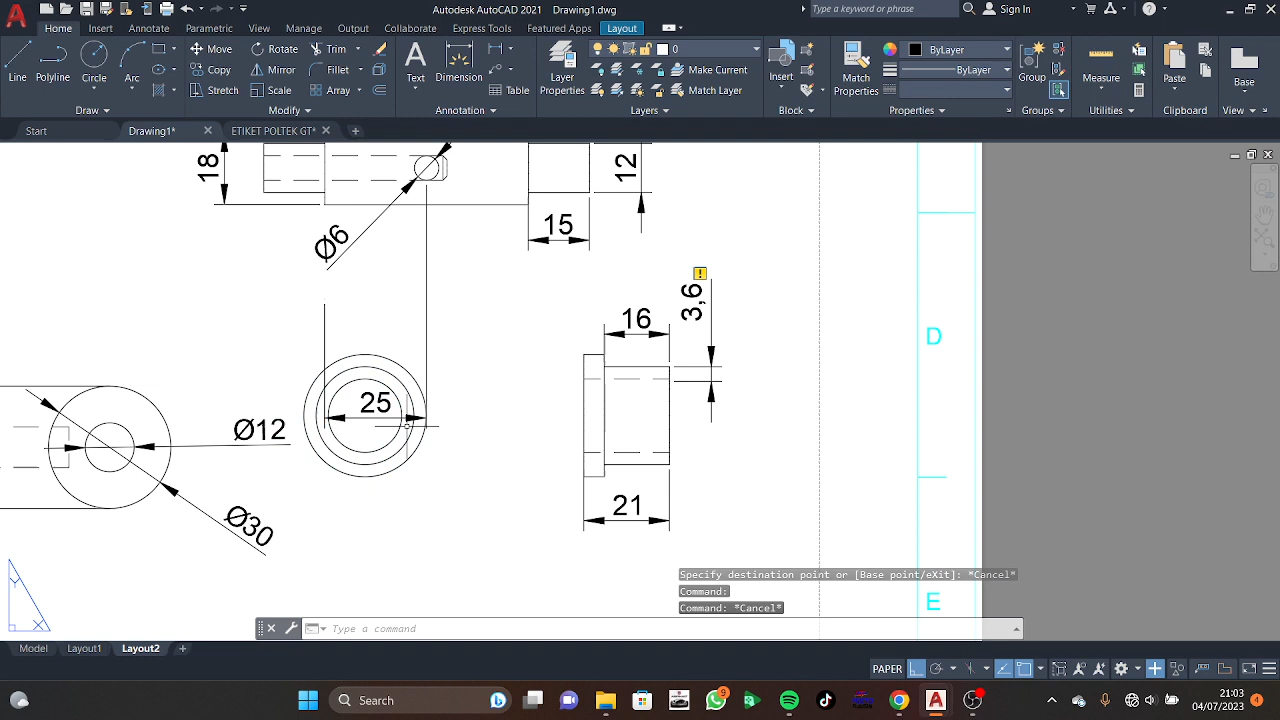 Autodesk AutoCAD 2021   Drawing1.dwg
Type a keyword or phrase
Sign In
Home Insert Annotate Parametric View Manage Output Collaborate Express Tools Featured Apps Layout
Line Polyline Circle Arc
Move Rotate Trim
Copy Mirror Fillet
Stretch Scale Array
Text Dimension Table
Layer Properties
0
Make Current
Match Layer
Insert
Match Properties
ByLayer
ByLayer
Group
Measure
Paste
Base
Draw Modify Annotation Layers Block Properties Groups Utilities Clipboard View
Start Drawing1* ETIKET POLTEK GT*
18
12
Ø6
15
3,6
16
D
25
Ø12
21
Ø30
Y
X
Specify destination point or [Base point/eXit]: *Cancel*
Command:
Command: *Cancel*
E
Type a command
Model Layout1 Layout2
PAPER
Search
9
21:03
04/07/2023
4